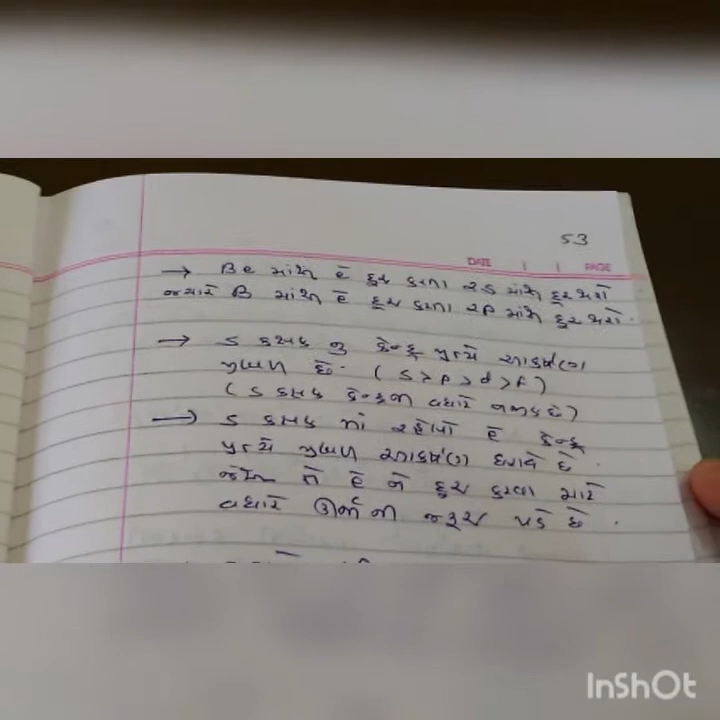 53
DATE PAGE
→ Be માંથી e̅ દુર કરતા 2S માંથી દુર થશે
જ્યારે B માંથી e̅ દુર કરતા 2P માંથી દુર થશે.
→ S કક્ષક નુ કેન્દ્ર પ્રત્યે આકર્ષણ
પ્રબળ છે. ( S > p > d > f )
( S કક્ષક કેન્દ્રની વધારે નજીક છે )
→ S કક્ષક માં રહેલો e̅ કેન્દ્ર
પ્રત્યે પ્રબળ આકર્ષણ ધરાવે છે.
જેથી તે e̅ ને દુર કરવા માટે
વધારે ઊર્જાની જરૂર પડે છે.
InShOt